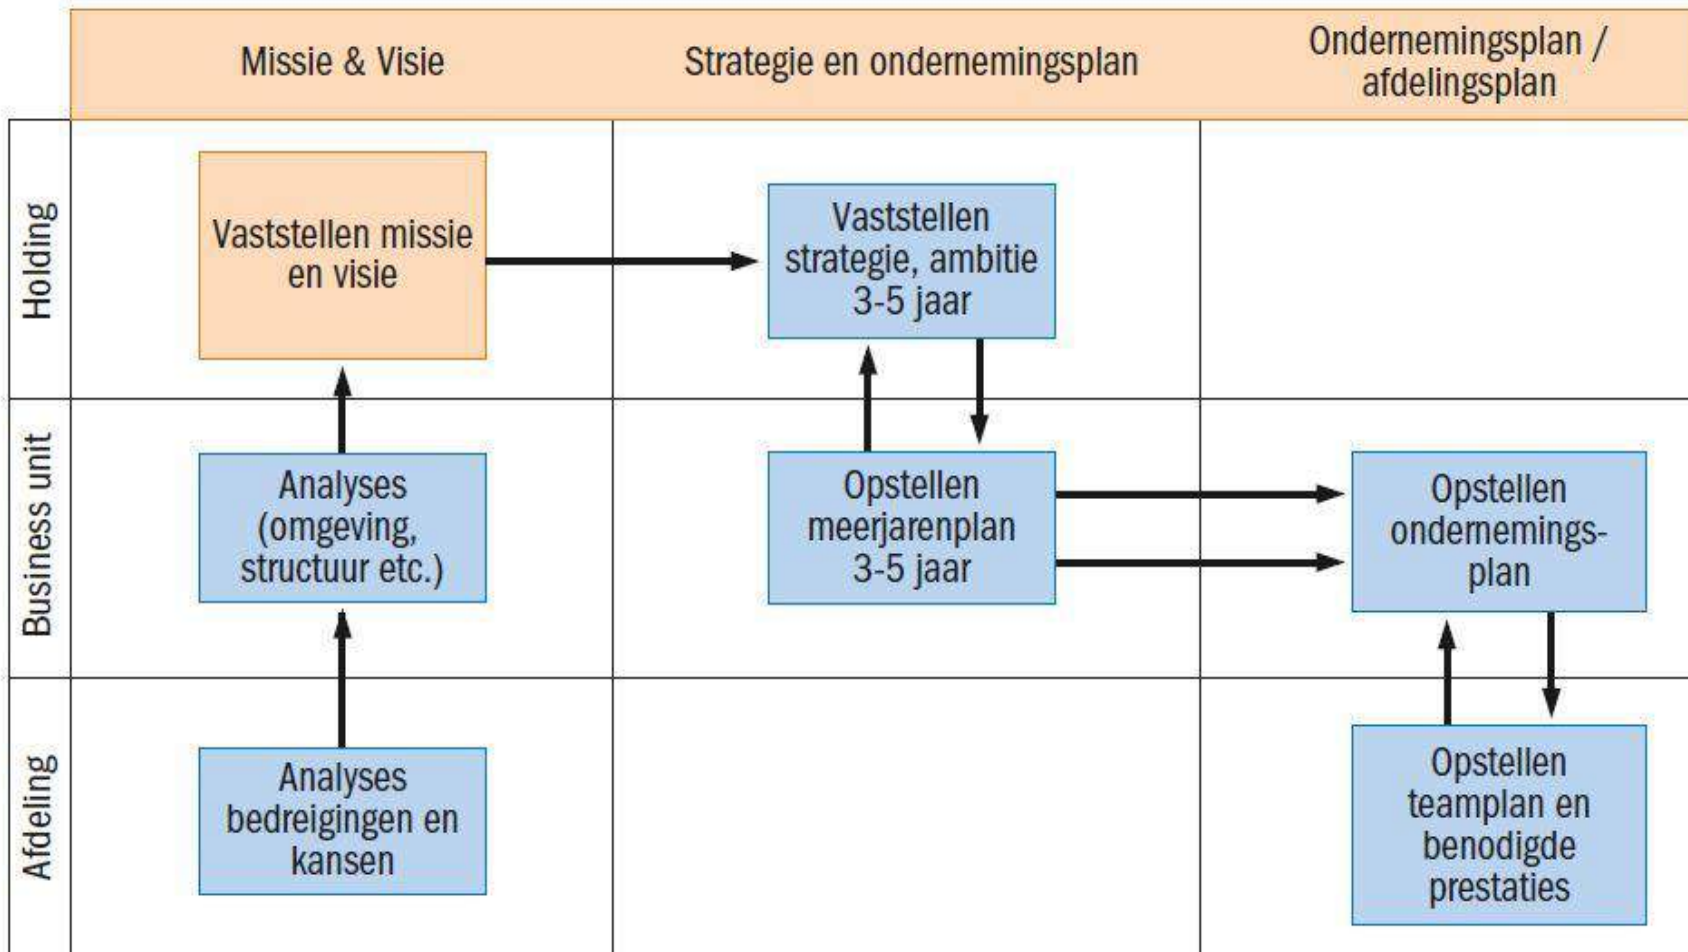 Missie & Visie
Strategie en ondernemingsplan
Ondernemingsplan /
afdelingsplan
Holding
Vaststellen missie
en visie
Vaststellen
strategie, ambitie
3-5 jaar
Business unit
Analyses
(omgeving,
structuur etc.)
Opstellen
meerjarenplan
3-5 jaar
Opstellen
ondernemings-
plan
Afdeling
Analyses
bedreigingen en
kansen
Opstellen
teamplan en
benodigde
prestaties